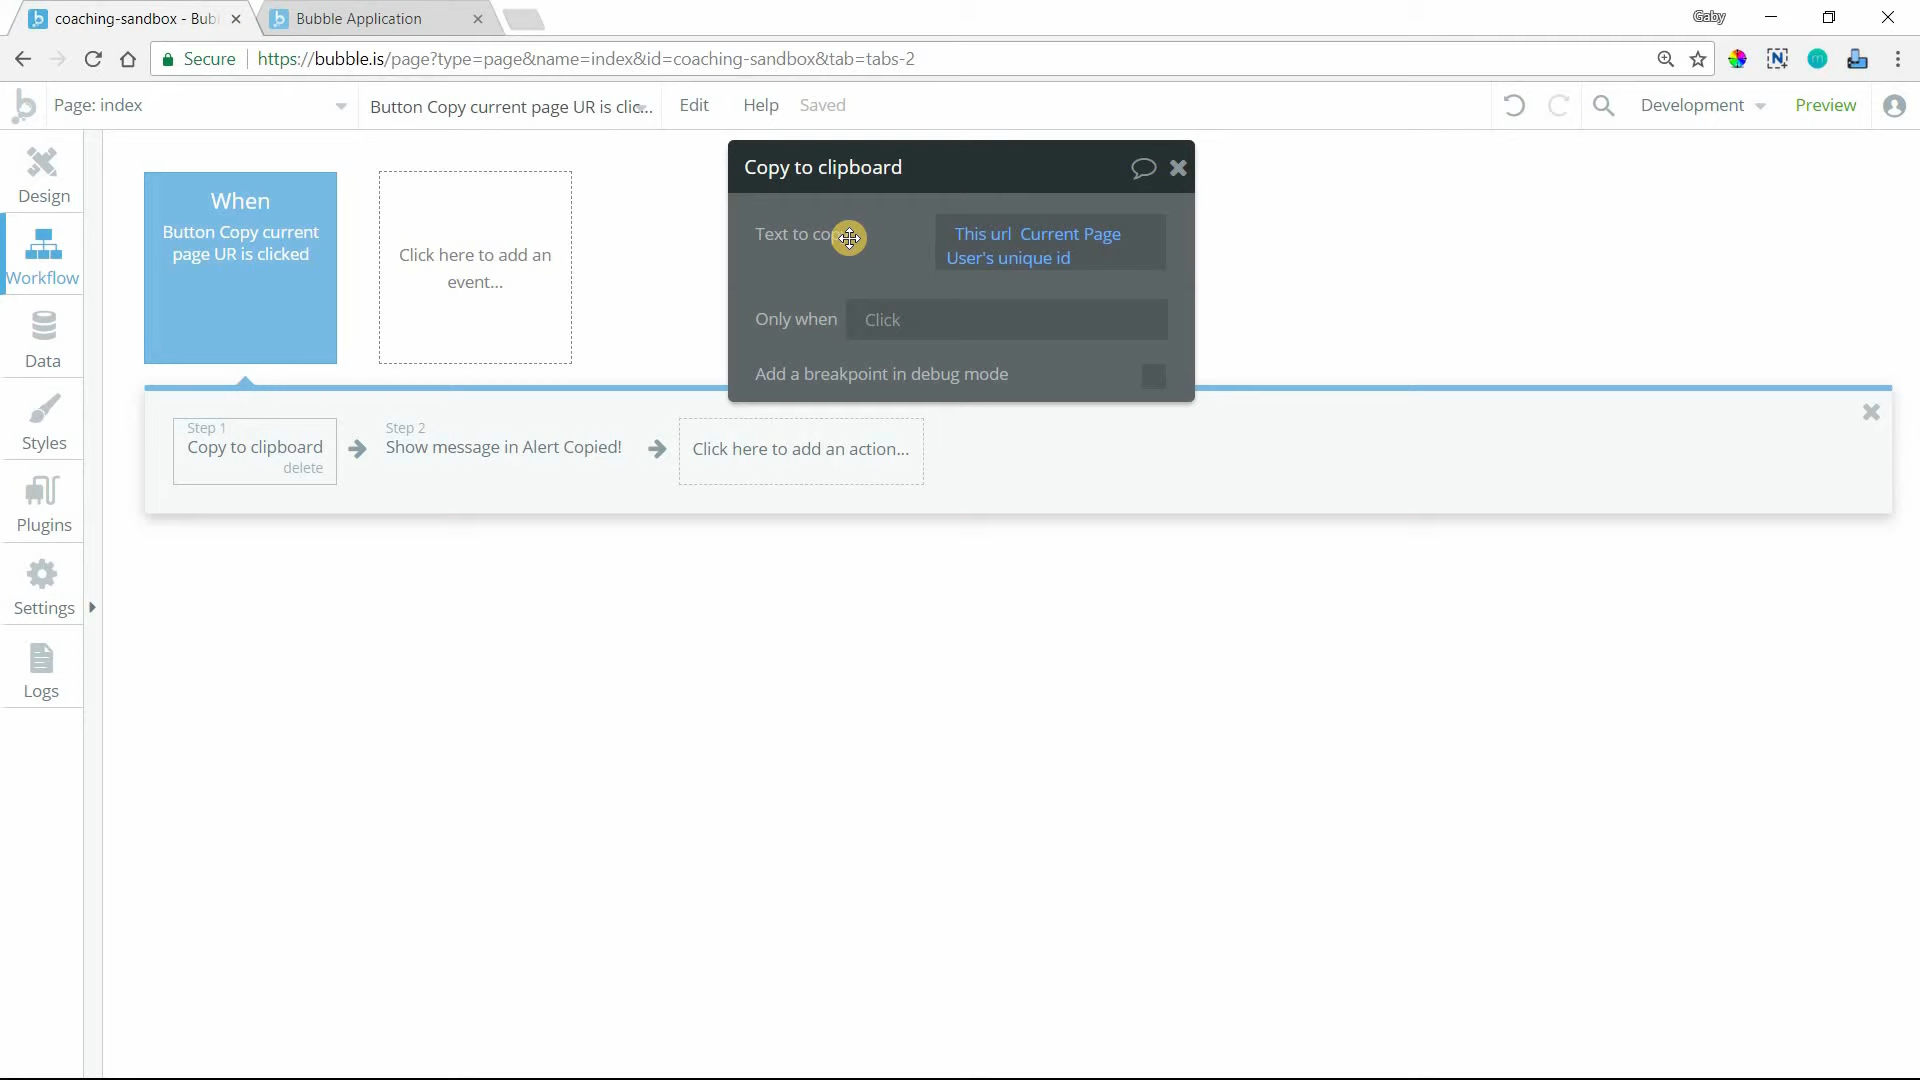 coaching-sandbox - Bub
Bubble Application
Gaby
Secure
https://bubble.is/page?type=page&name=index&id=coaching-sandbox&tab=tabs-2
Page: index
Button Copy current page UR is clic...
Edit
Help
Saved
Development
Preview
Design
Workflow
Data
Styles
Plugins
Settings
Logs
When
Button Copy current
page UR is clicked
Click here to add an
event...
Copy to clipboard
Text to co
This url Current Page
User's unique id
Only when
Click
Add a breakpoint in debug mode
Step 1
Copy to clipboard
delete
Step 2
Show message in Alert Copied!
Click here to add an action...